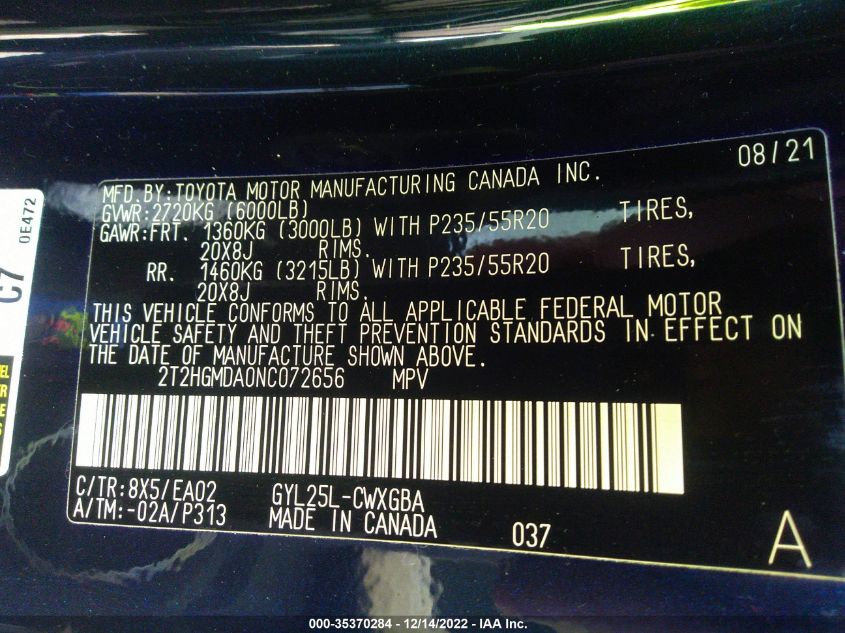 08/21
MFD.BY:TOYOTA MOTOR MANUFACTURING CANADA INC.
GVWR:2720KG (6000LB)
GAWR:FRT. 1360KG (3000LB) WITH P235/55R20 TIRES,
20X8J RIMS.
RR. 1460KG (3215LB) WITH P235/55R20 TIRES,
20X8J RIMS.
THIS VEHICLE CONFORMS TO ALL APPLICABLE FEDERAL MOTOR
VEHICLE SAFETY AND THEFT PREVENTION STANDARDS IN EFFECT ON
THE DATE OF MANUFACTURE SHOWN ABOVE.
2T2HGMDA0NC072656 MPV
C/TR:8X5/EA02 GYL25L-CWXGBA
A/TM:-02A/P313 MADE IN CANADA 037 A
C7
0E472
000-35370284 - 12/14/2022 - IAA Inc.